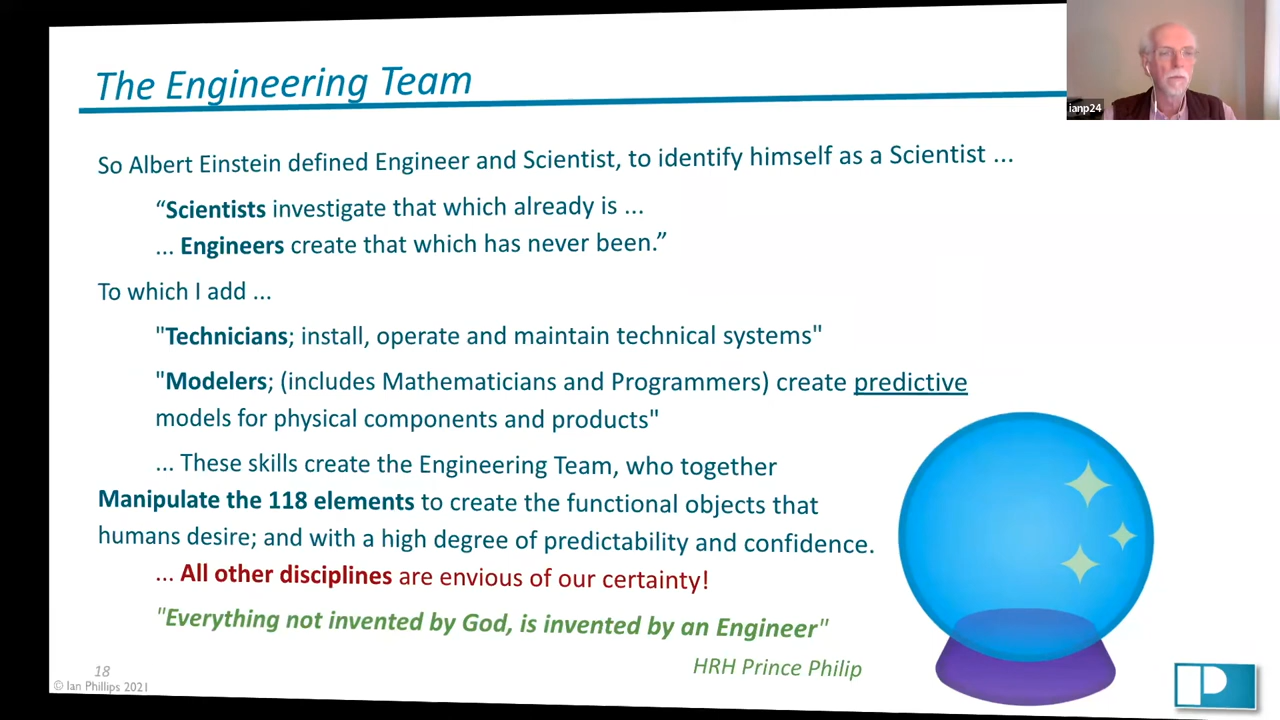 The Engineering Team
ianp24
So Albert Einstein defined Engineer and Scientist, to identify himself as a Scientist ...
“Scientists investigate that which already is ...
... Engineers create that which has never been.”
To which I add ...
"Technicians; install, operate and maintain technical systems"
"Modelers; (includes Mathematicians and Programmers) create predictive
models for physical components and products"
... These skills create the Engineering Team, who together
Manipulate the 118 elements to create the functional objects that
humans desire; and with a high degree of predictability and confidence.
... All other disciplines are envious of our certainty!
"Everything not invented by God, is invented by an Engineer"
HRH Prince Philip
18
© Ian Phillips 2021